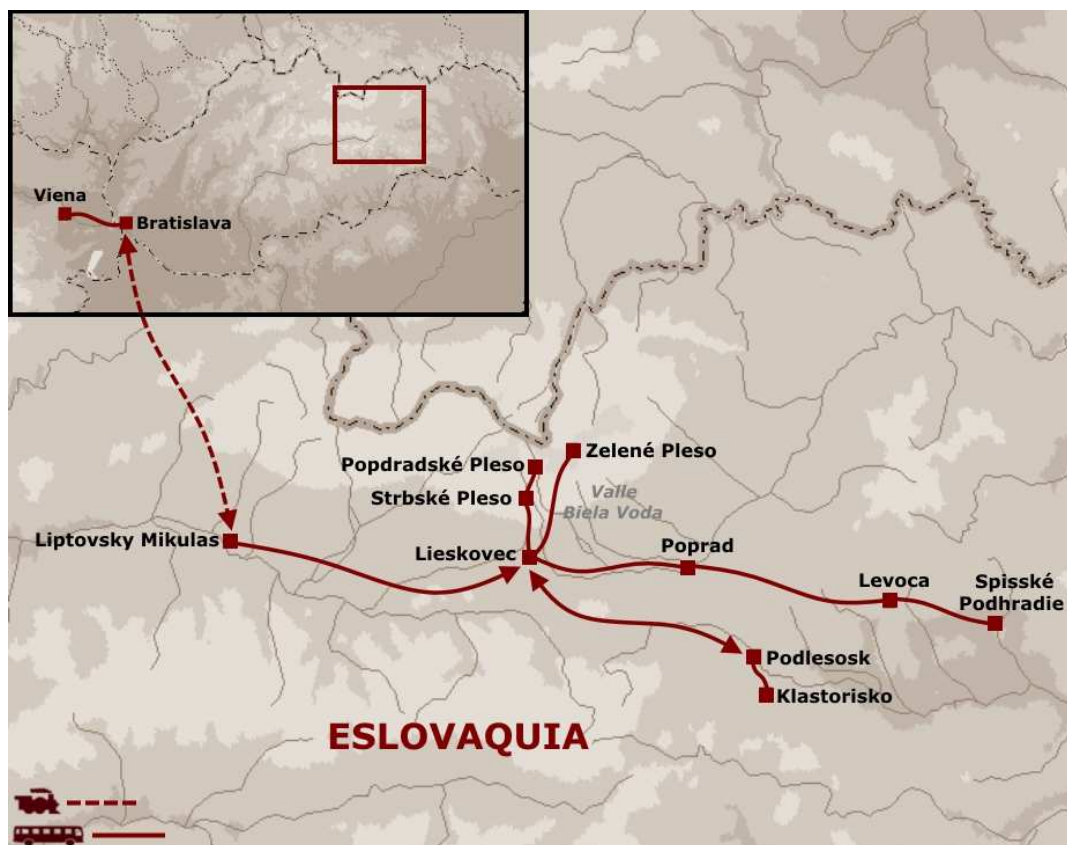 Viena
Bratislava
Popdradské Pleso
Zelené Pleso
Strbské Pleso
Valle
Biela Voda
Liptovsky Mikulas
Lieskovec
Poprad
Levoca
Spisské
Podhradie
Podlesosk
Klastorisko
ESLOVAQUIA